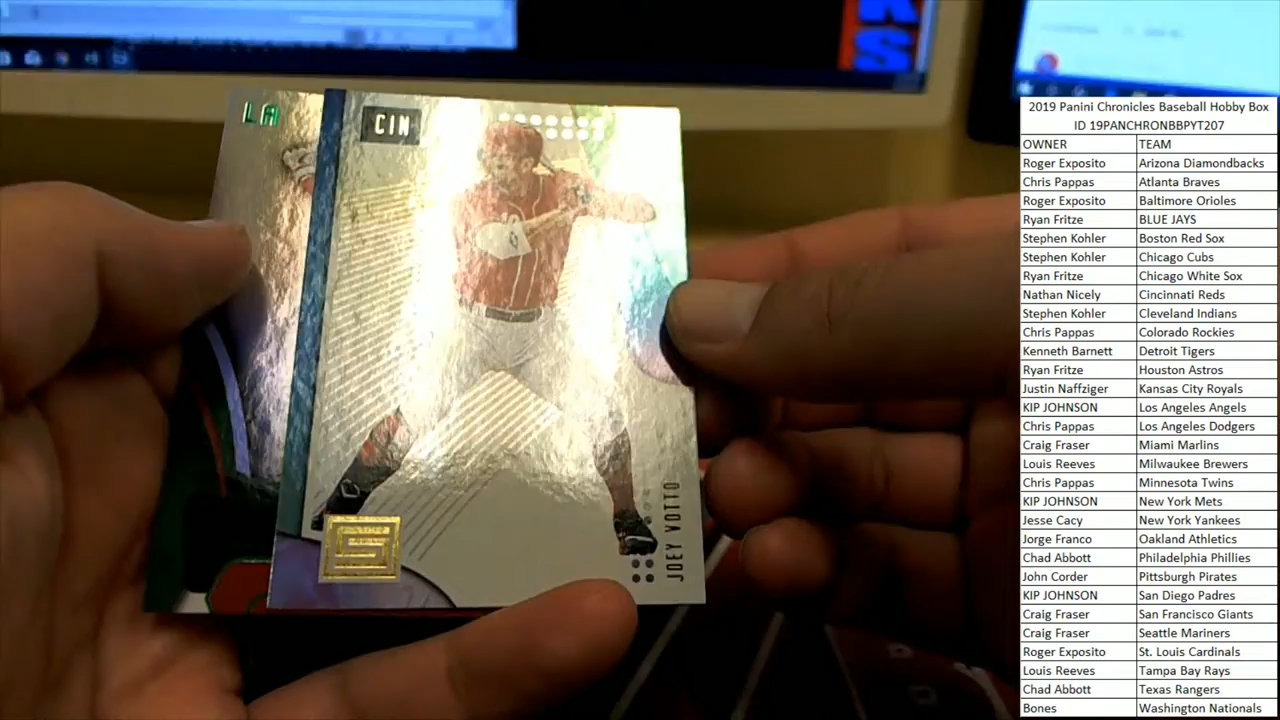 KS
LA
CIN
JOEY VOTTO
2019 Panini Chronicles Baseball Hobby Box
ID 19PANCHRONBBPYT207
OWNER TEAM
Roger Exposito Arizona Diamondbacks
Chris Pappas Atlanta Braves
Roger Exposito Baltimore Orioles
Ryan Fritze BLUE JAYS
Stephen Kohler Boston Red Sox
Stephen Kohler Chicago Cubs
Ryan Fritze Chicago White Sox
Nathan Nicely Cincinnati Reds
Stephen Kohler Cleveland Indians
Chris Pappas Colorado Rockies
Kenneth Barnett Detroit Tigers
Ryan Fritze Houston Astros
Justin Naffziger Kansas City Royals
KIP JOHNSON Los Angeles Angels
Chris Pappas Los Angeles Dodgers
Craig Fraser Miami Marlins
Louis Reeves Milwaukee Brewers
Chris Pappas Minnesota Twins
KIP JOHNSON New York Mets
Jesse Cacy New York Yankees
Jorge Franco Oakland Athletics
Chad Abbott Philadelphia Phillies
John Corder Pittsburgh Pirates
KIP JOHNSON San Diego Padres
Craig Fraser San Francisco Giants
Craig Fraser Seattle Mariners
Roger Exposito St. Louis Cardinals
Louis Reeves Tampa Bay Rays
Chad Abbott Texas Rangers
Bones Washington Nationals